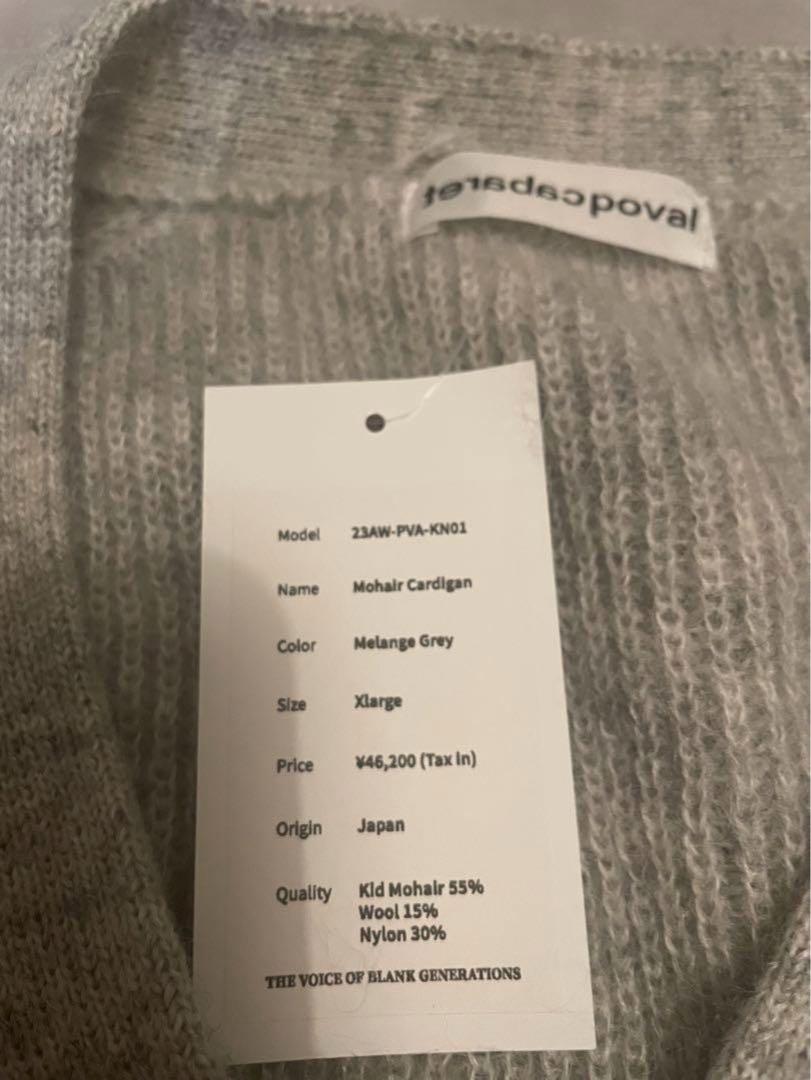 cabaretpoval
Model 23AW-PVA-KN01
Name Mohair Cardigan
Color Melange Grey
Size Xlarge
Price ¥46,200 (Tax in)
Origin Japan
Quality Kid Mohair 55%
Wool 15%
Nylon 30%
THE VOICE OF BLANK GENERATIONS